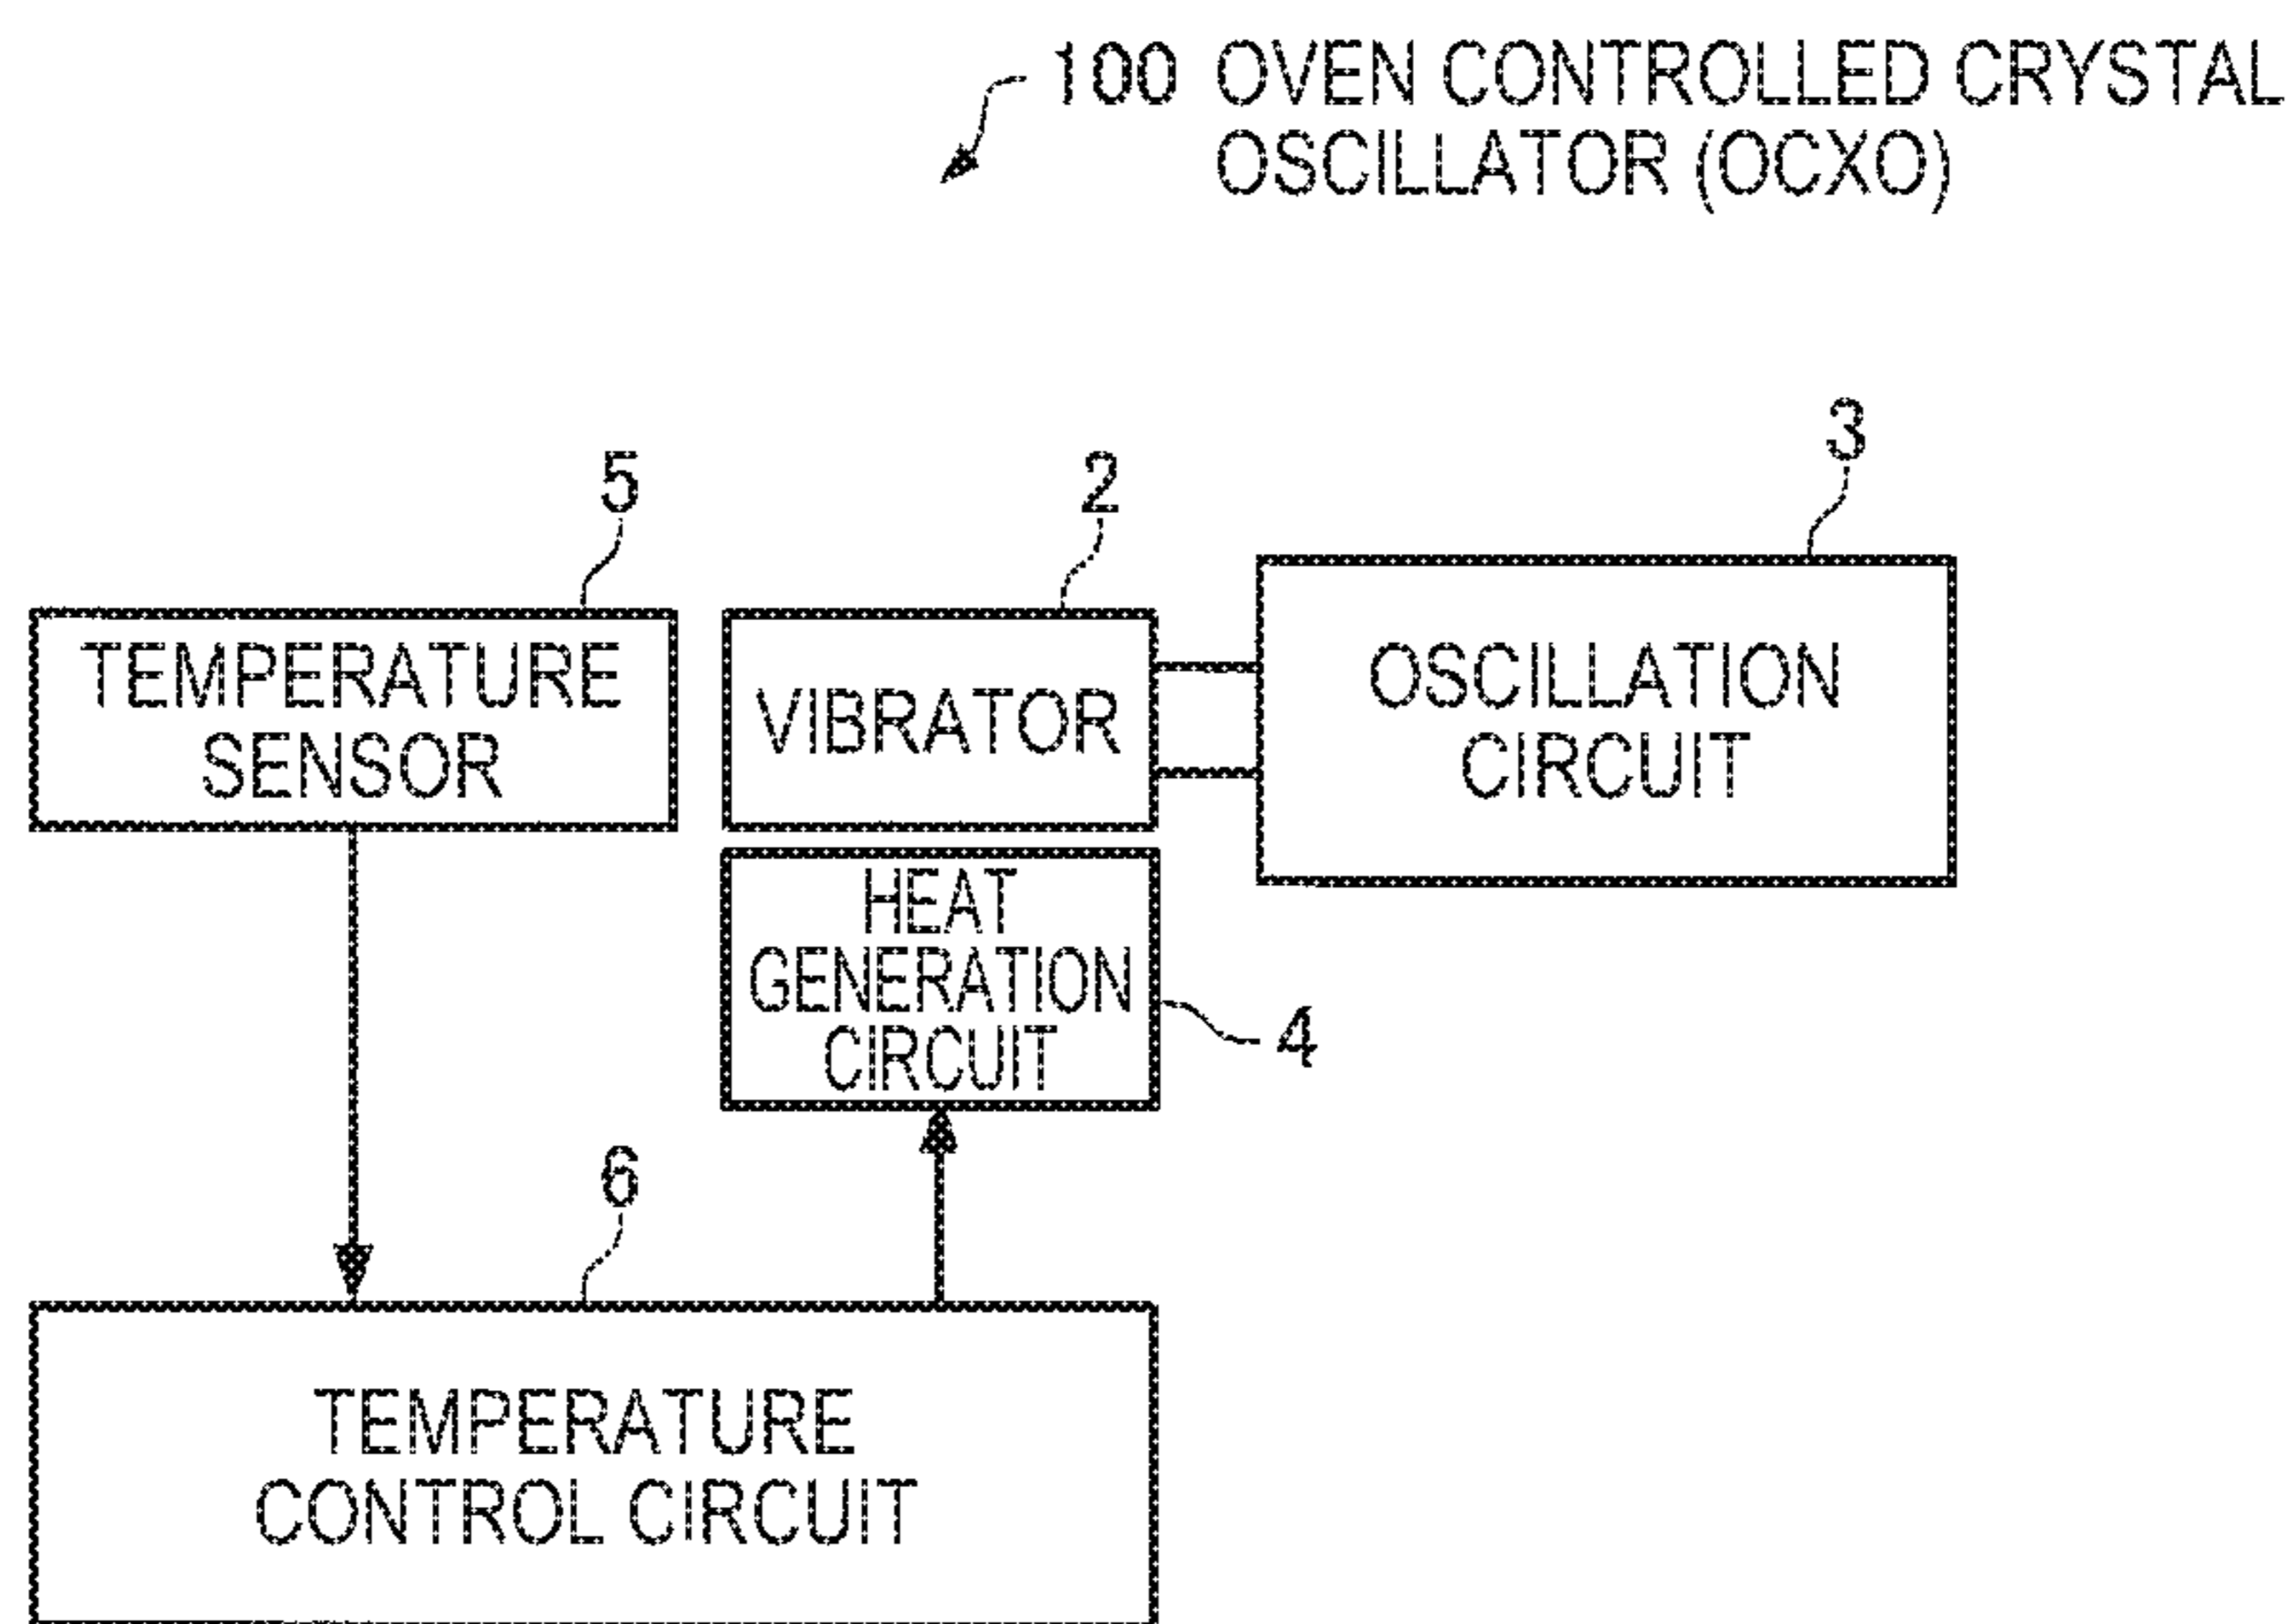 100 OVEN CONTROLLED CRYSTAL
OSCILLATOR (OCXO)
3
5
2
TEMPERATURE
SENSOR
VIBRATOR
OSCILLATION
CIRCUIT
HEAT
GENERATION
CIRCUIT
4
6
TEMPERATURE
CONTROL CIRCUIT